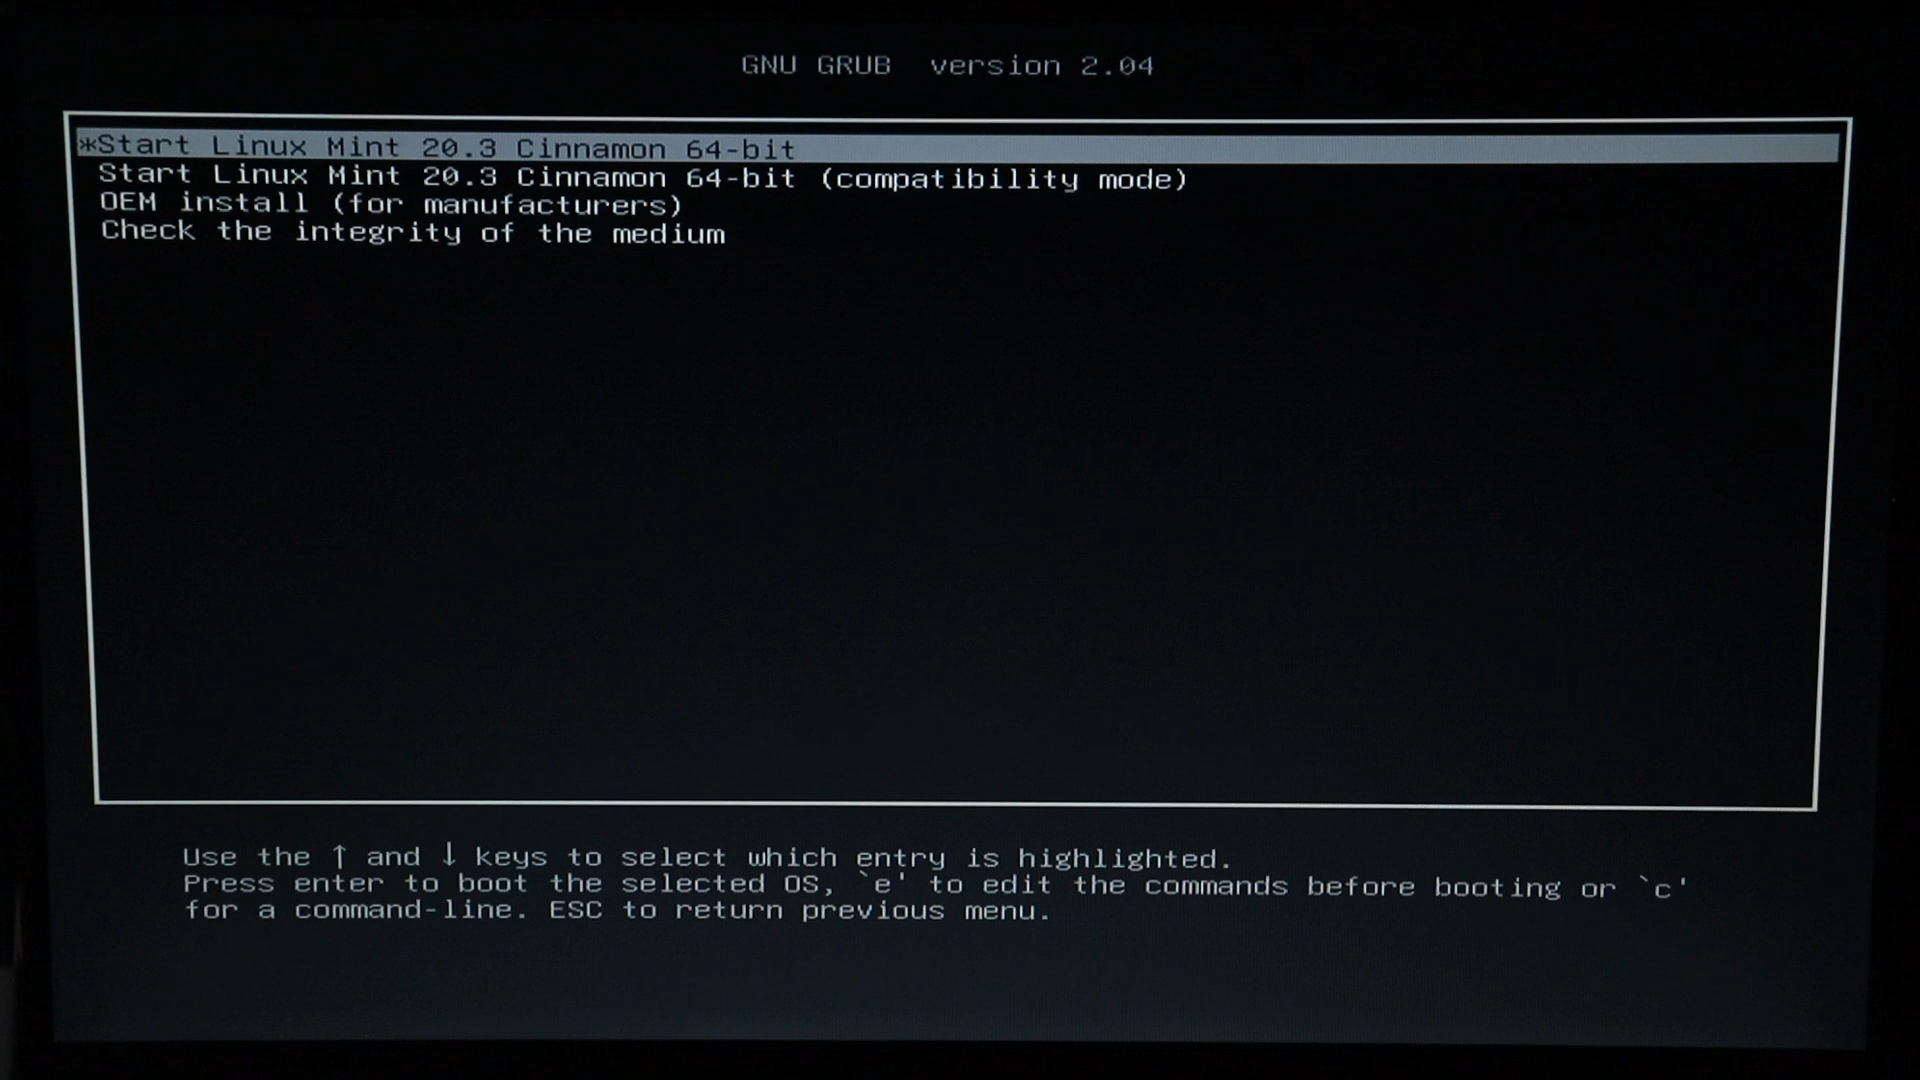 GNU GRUB version 2.04
*Start Linux Mint 20.3 Cinnamon 64-bit
Start Linux Mint 20.3 Cinnamon 64-bit (compatibility mode)
OEM install (for manufacturers)
Check the integrity of the medium
Use the ↑ and ↓ keys to select which entry is highlighted.
Press enter to boot the selected OS, `e' to edit the commands before booting or `c'
for a command-line. ESC to return previous menu.